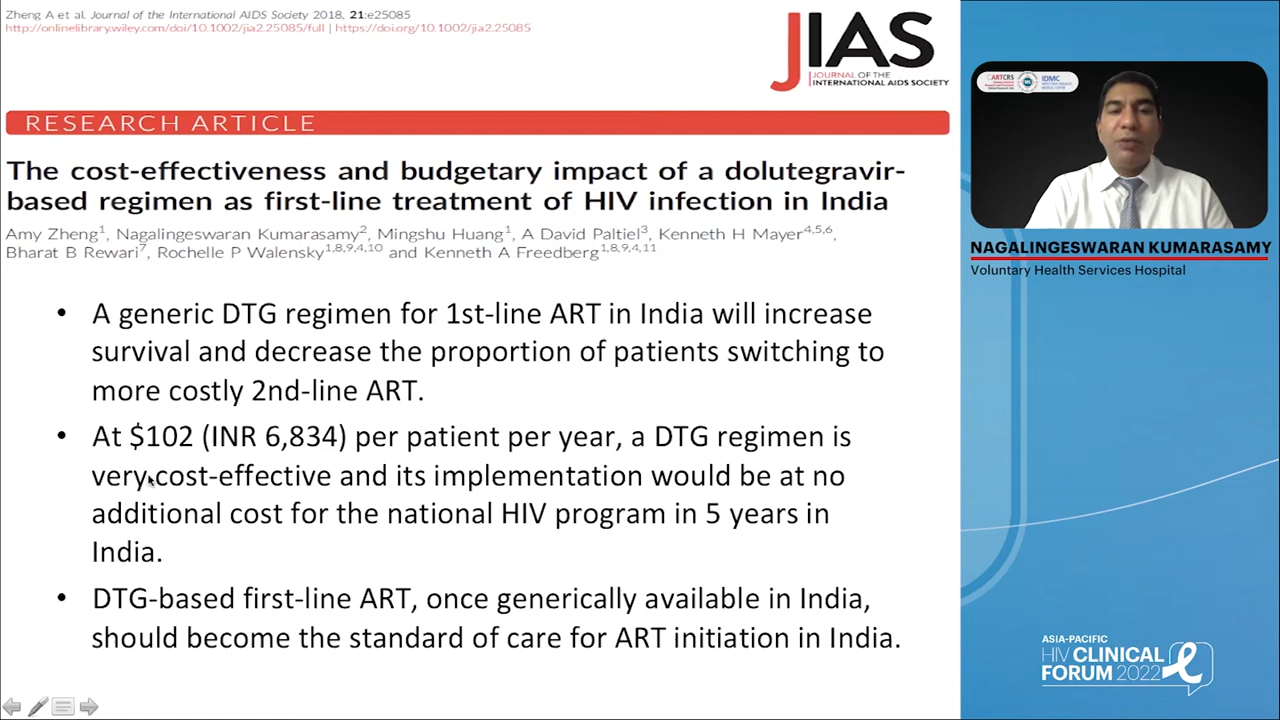 Zheng A et al. Journal of the International AIDS Society 2018, 21:e25085
http://onlinelibrary.wiley.com/doi/10.1002/jia2.25085/full | https://doi.org/10.1002/jia2.25085
JIAS
JOURNAL OF THE
INTERNATIONAL AIDS SOCIETY
RESEARCH ARTICLE
The cost-effectiveness and budgetary impact of a dolutegravir-
based regimen as first-line treatment of HIV infection in India
Amy Zheng1, Nagalingeswaran Kumarasamy2, Mingshu Huang1, A David Paltiel3, Kenneth H Mayer4,5,6,
Bharat B Rewari7, Rochelle P Walensky1,8,9,4,10 and Kenneth A Freedberg1,8,9,4,11
• A generic DTG regimen for 1st-line ART in India will increase
survival and decrease the proportion of patients switching to
more costly 2nd-line ART.
• At $102 (INR 6,834) per patient per year, a DTG regimen is
very cost-effective and its implementation would be at no
additional cost for the national HIV program in 5 years in
India.
• DTG-based first-line ART, once generically available in India,
should become the standard of care for ART initiation in India.
CARTCRS
IDMC
NAGALINGESWARAN KUMARASAMY
Voluntary Health Services Hospital
ASIA-PACIFIC
HIV CLINICAL
FORUM 2022